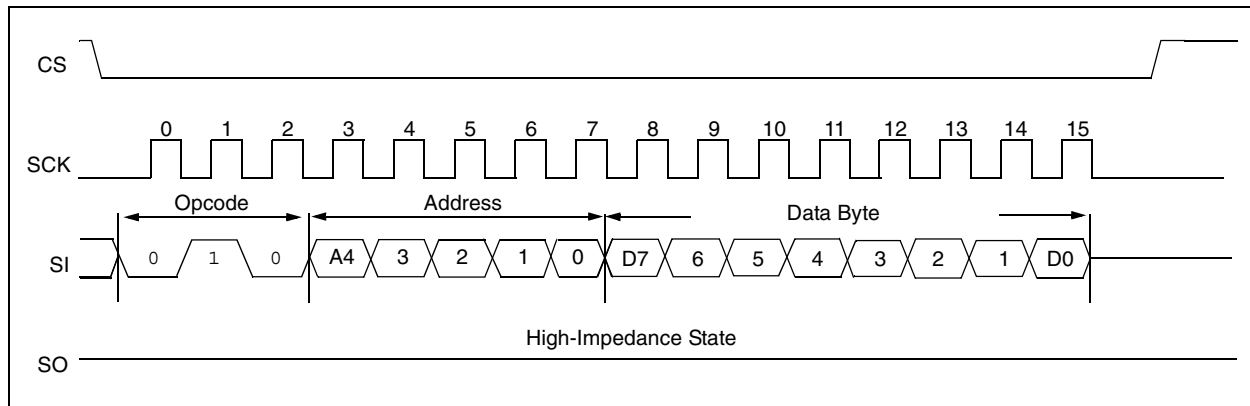 CS
0 1 2 3 4 5 6 7 8 9 10 11 12 13 14 15
SCK
Opcode Address Data Byte
SI 0 1 0 A4 3 2 1 0 D7 6 5 4 3 2 1 D0
High-Impedance State
SO